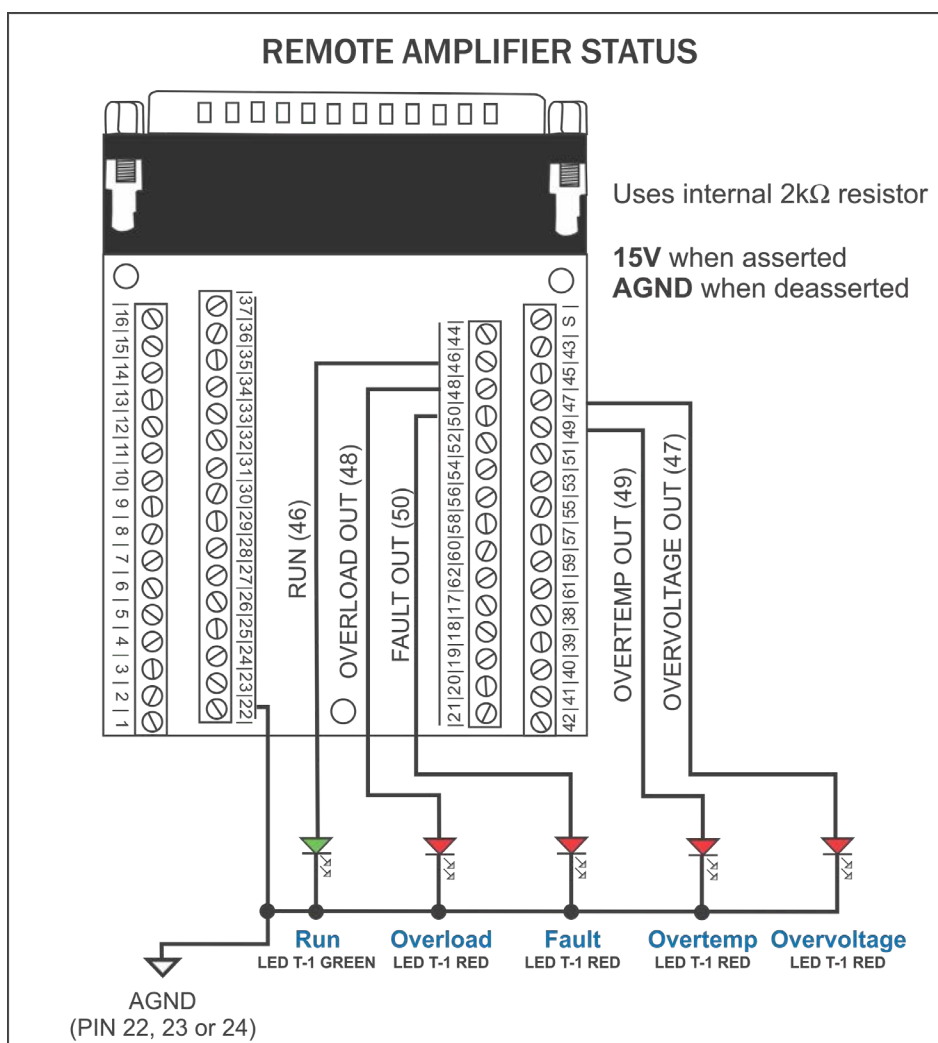 REMOTE AMPLIFIER STATUS
Uses internal 2kΩ resistor
15V when asserted
AGND when deasserted
|16|15|14|13|12|11|10| 9 | 8 | 7 | 6 | 5 | 4 | 3 | 2 | 1
|37|36|35|34|33|32|31|30|29|28|27|26|25|24|23|22|
|21|20|19|18|17|62|60|58|56|54|52|50|48|46|44|
42|41|40|39|38|61|59|57|55|53|51|49|47|45|43| S |
RUN (46)
OVERLOAD OUT (48)
FAULT OUT (50)
OVERTEMP OUT (49)
OVERVOLTAGE OUT (47)
Run Overload Fault Overtemp Overvoltage
LED T-1 GREEN LED T-1 RED LED T-1 RED LED T-1 RED LED T-1 RED
AGND
(PIN 22, 23 or 24)